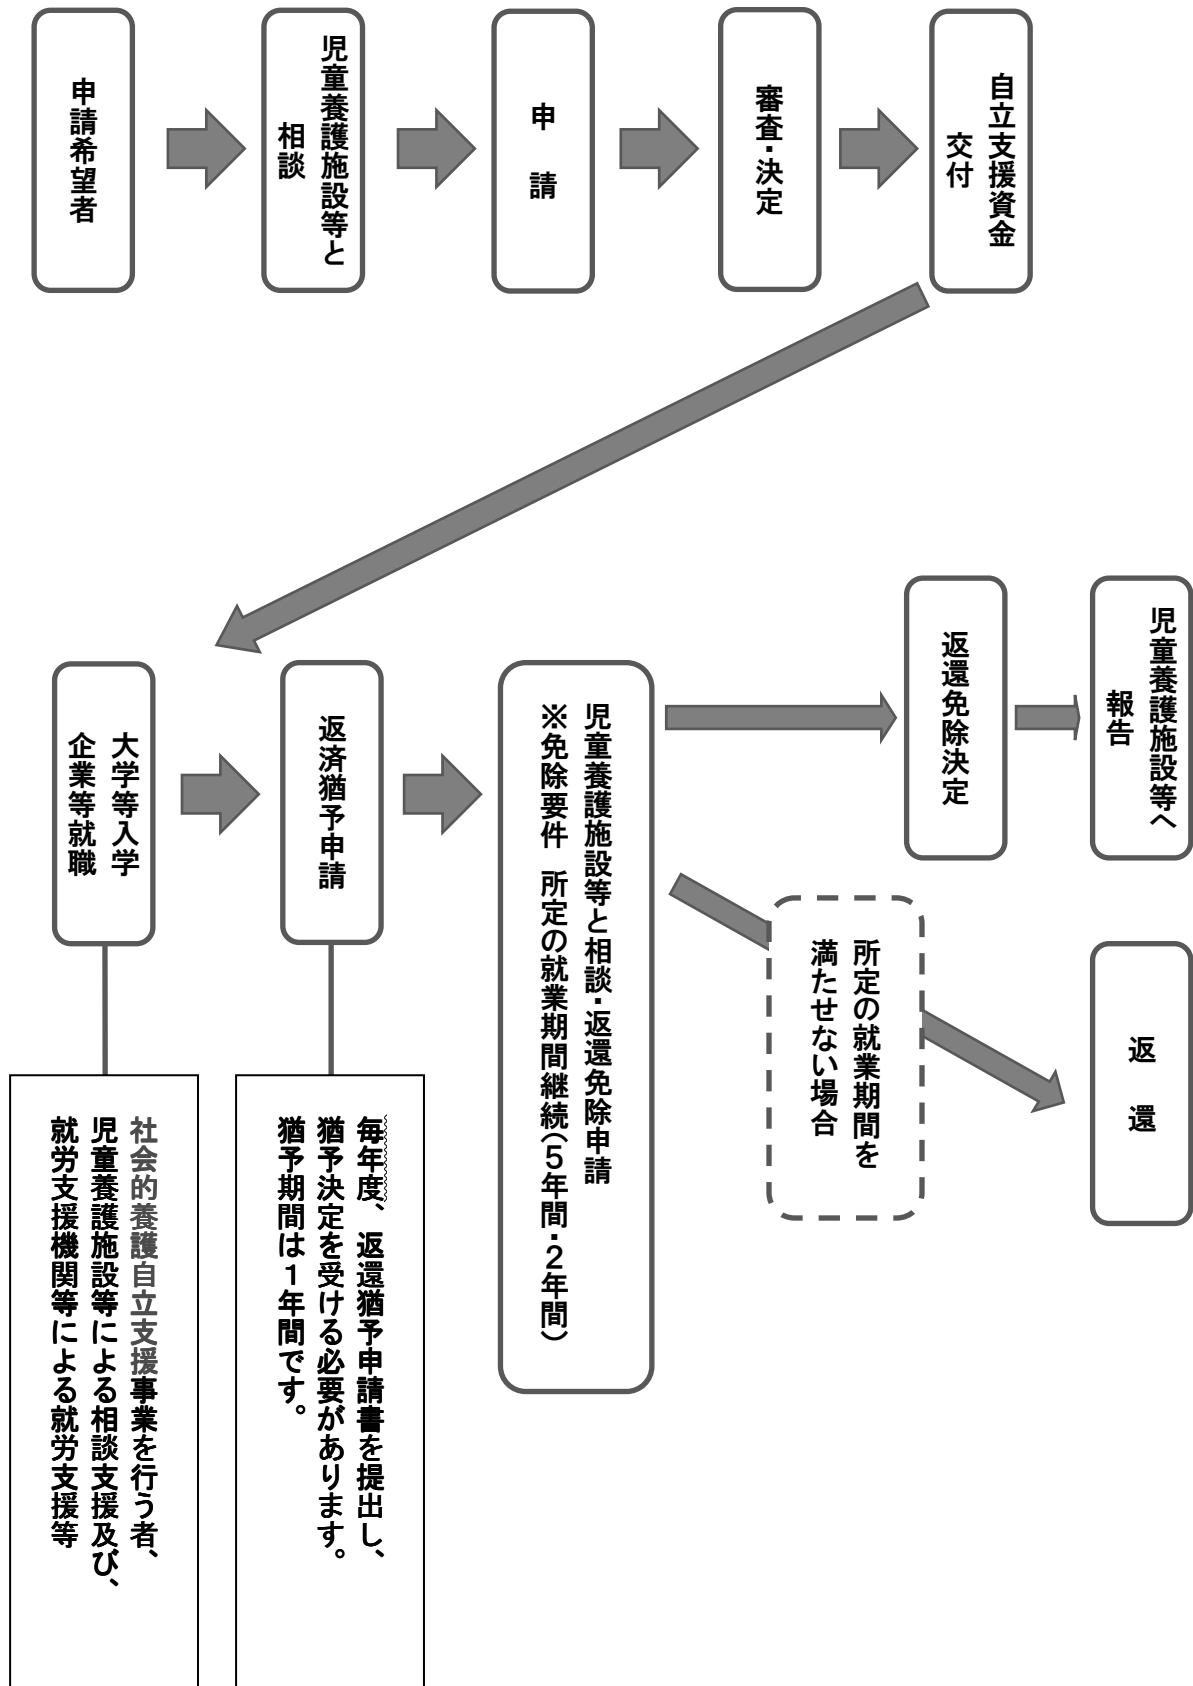 申請希望者
児童養護施設等と
相談
申　請
審査・決定
自立支援資金
交付
大学等入学
企業等就職
返済猶予申請
児童養護施設等と相談・返還免除申請
※免除要件　所定の就業期間継続（５年間・２年間）
返還免除決定
児童養護施設等へ
報告
所定の就業期間を
満たせない場合
返　還
社会的養護自立支援事業を行う者、
児童養護施設等による相談支援及び、
就労支援機関等による就労支援等
毎年度、返還猶予申請書を提出し、
猶予決定を受ける必要があります。
猶予期間は１年間です。